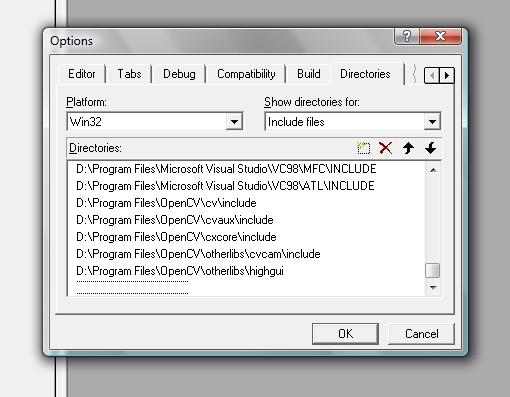 Options
Editor Tabs Debug Compatibility Build Directories
Platform: Show directories for:
Win32 Include files
Directories:
D:\Program Files\Microsoft Visual Studio\VC98\MFC\INCLUDE
D:\Program Files\Microsoft Visual Studio\VC98\ATL\INCLUDE
D:\Program Files\OpenCV\cv\include
D:\Program Files\OpenCV\cvaux\include
D:\Program Files\OpenCV\cxcore\include
D:\Program Files\OpenCV\otherlibs\cvcam\include
D:\Program Files\OpenCV\otherlibs\highgui
OK Cancel